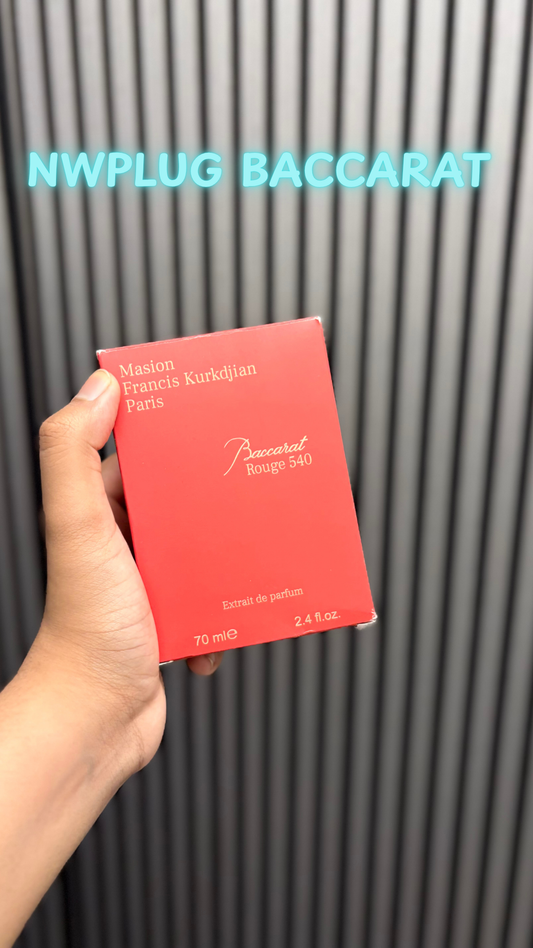 NWPLUG BACCARAT
Masion
Francis Kurkdjian
Paris
Baccarat
Rouge 540
Extrait de parfum
70 ml℮ 2.4 fl.oz.